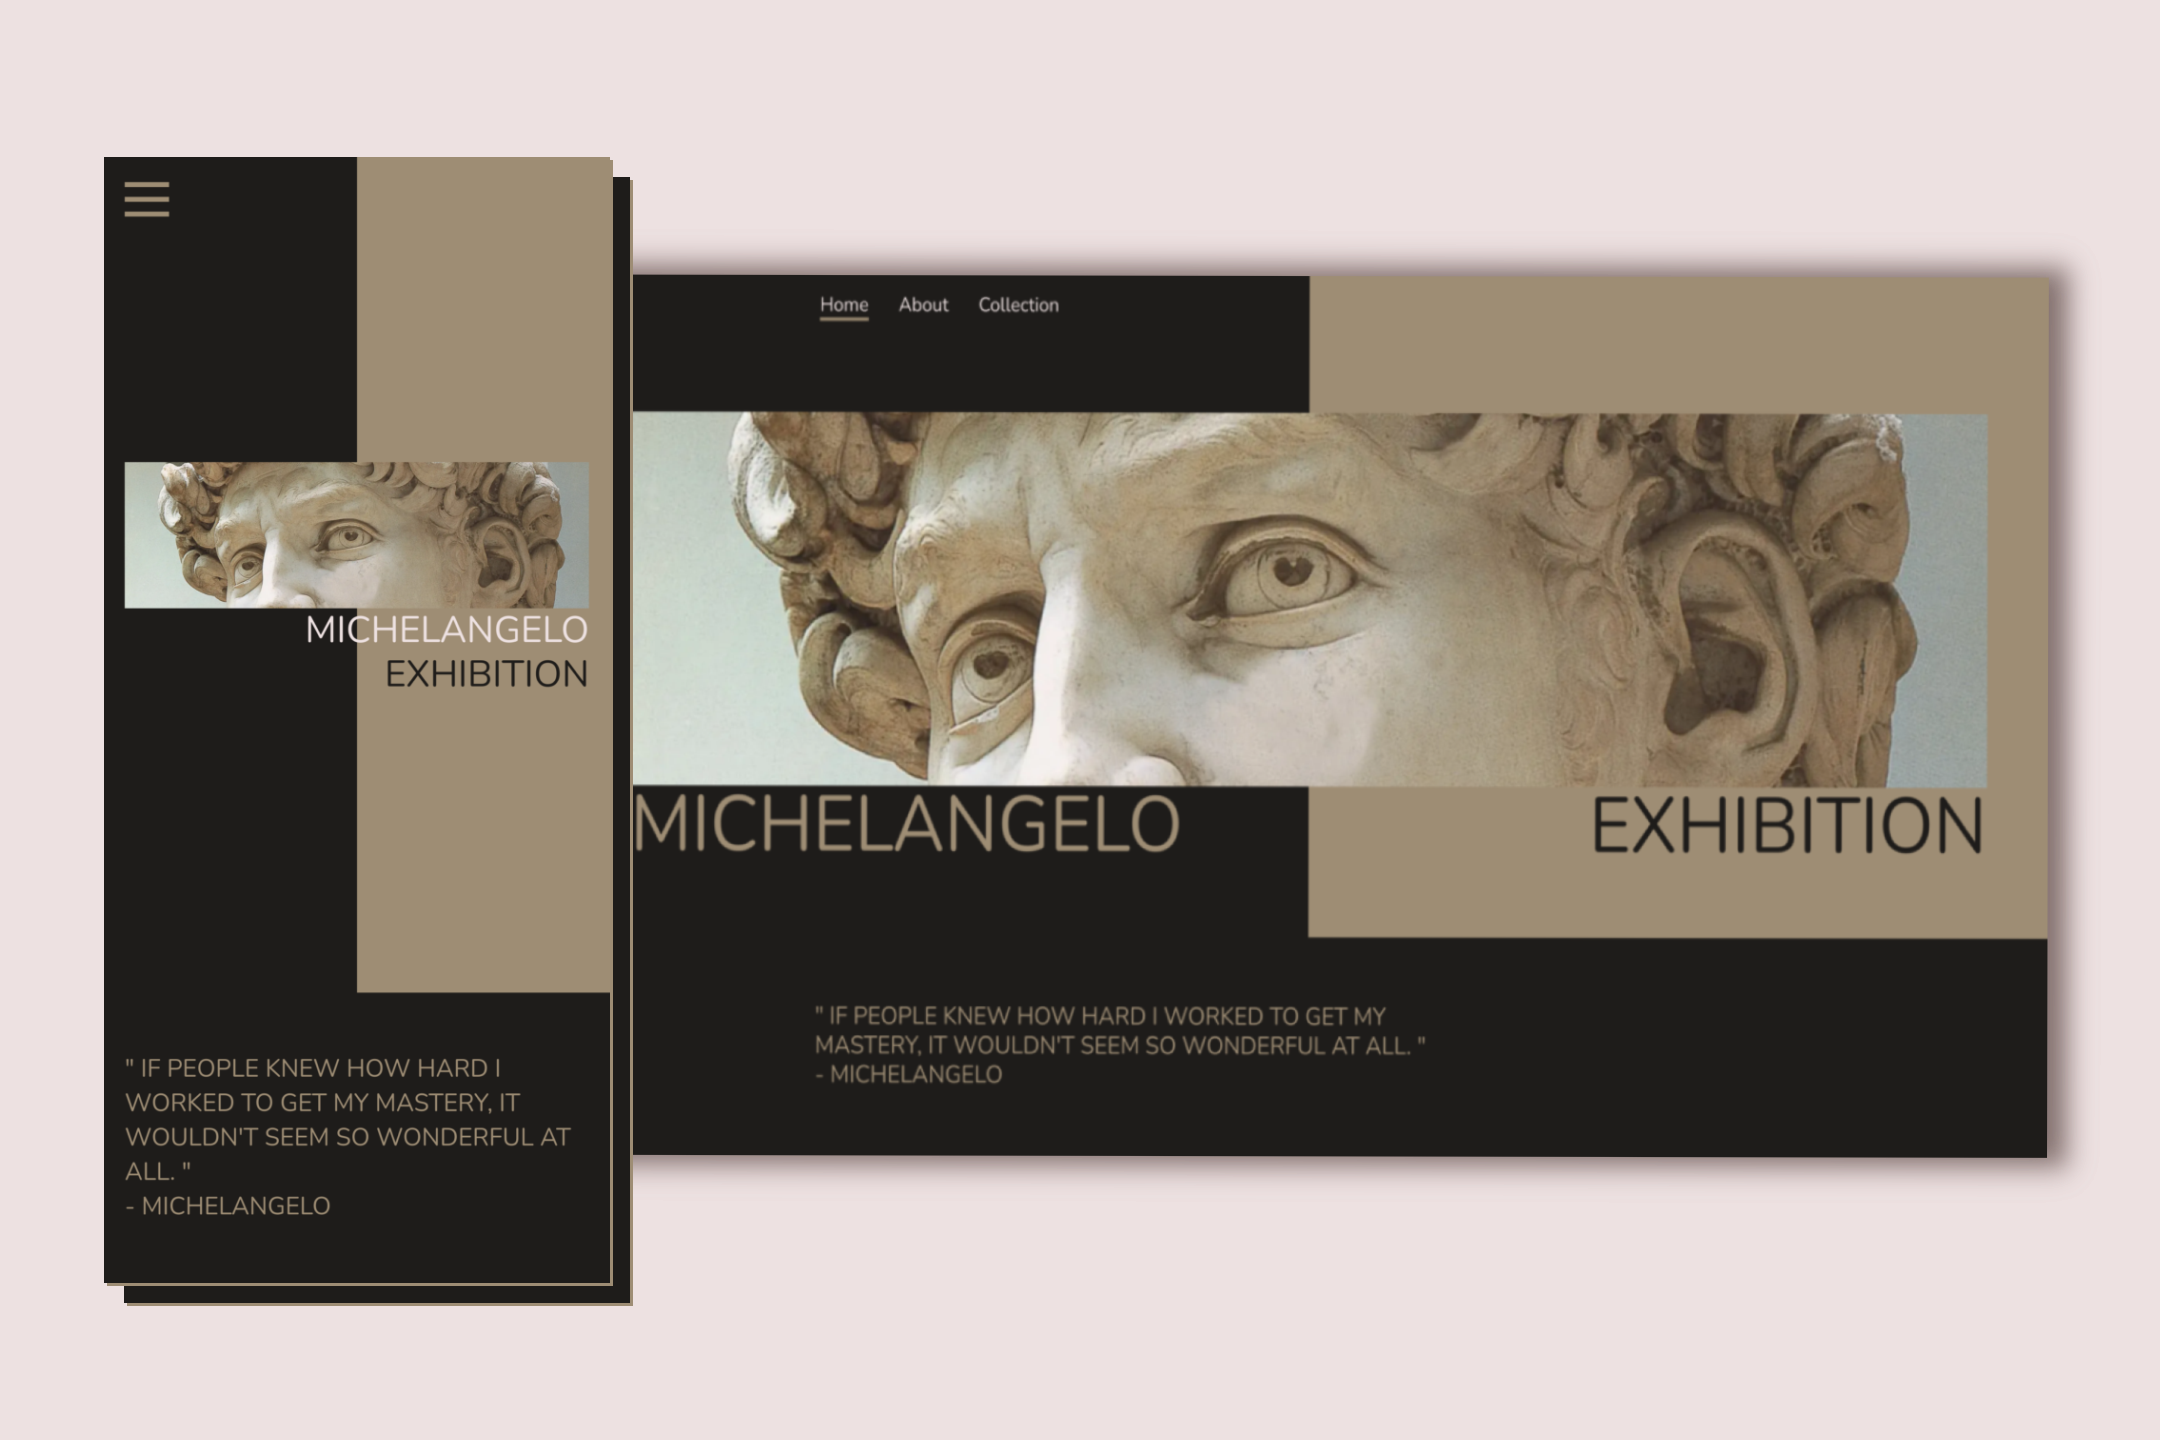 MICHELANGELO
EXHIBITION
" IF PEOPLE KNEW HOW HARD I
WORKED TO GET MY MASTERY, IT
WOULDN'T SEEM SO WONDERFUL AT
ALL. "
- MICHELANGELO
Home About Collection
MICHELANGELO EXHIBITION
" IF PEOPLE KNEW HOW HARD I WORKED TO GET MY
MASTERY, IT WOULDN'T SEEM SO WONDERFUL AT ALL. "
- MICHELANGELO